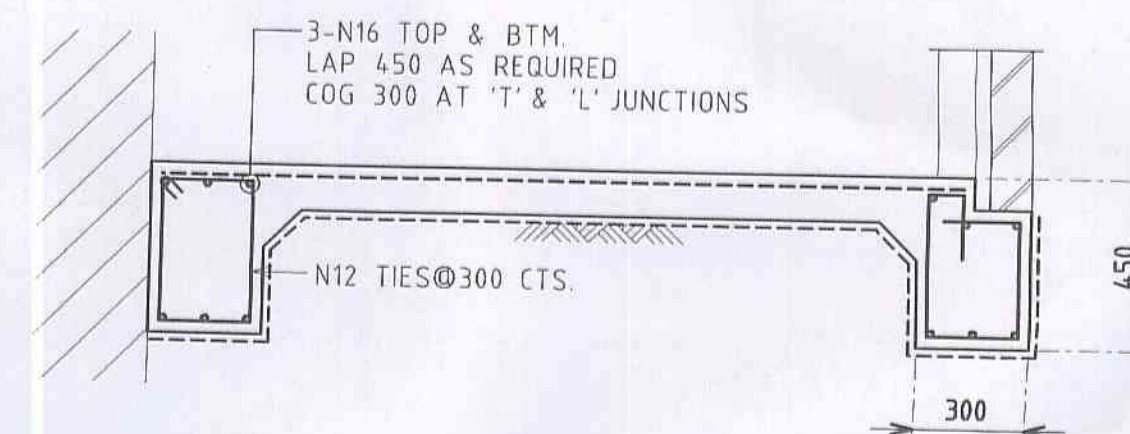 3-N16 TOP & BTM.
LAP 450 AS REQUIRED
COG 300 AT 'T' & 'L' JUNCTIONS
N12 TIES@300 CTS.
450
300